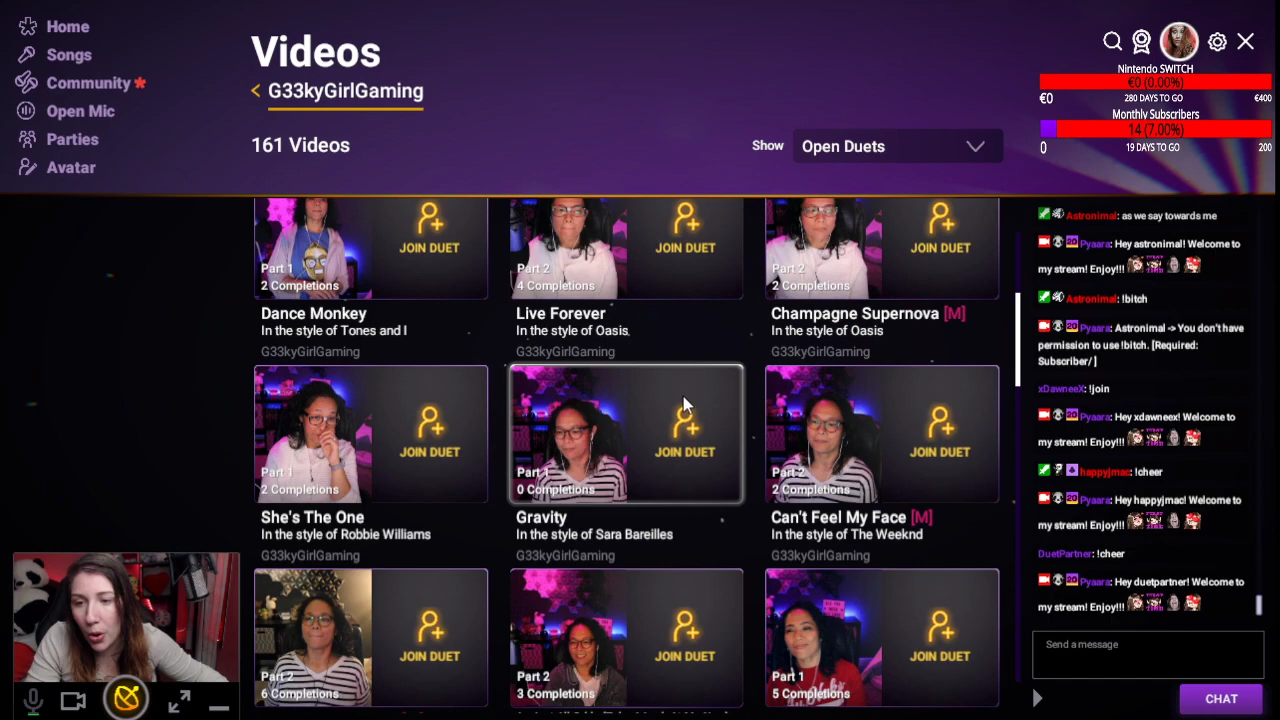 Home
Songs
Community *
Open Mic
Parties
Avatar
Videos
< G33kyGirlGaming
161 Videos
Show
Open Duets
Nintendo SWITCH
€0 (0.00%)
€0
280 DAYS TO GO
€400
Monthly Subscribers
14 (7.00%)
0
19 DAYS TO GO
200
JOIN DUET
Part 1
2 Completions
Dance Monkey
In the style of Tones and I
G33kyGirlGaming
JOIN DUET
Part 2
4 Completions
Live Forever
In the style of Oasis
G33kyGirlGaming
JOIN DUET
Part 2
2 Completions
Champagne Supernova [M]
In the style of Oasis
G33kyGirlGaming
JOIN DUET
Part 1
2 Completions
She's The One
In the style of Robbie Williams
G33kyGirlGaming
JOIN DUET
Part 1
0 Completions
Gravity
In the style of Sara Bareilles
G33kyGirlGaming
JOIN DUET
Part 2
2 Completions
Can't Feel My Face [M]
In the style of The Weeknd
G33kyGirlGaming
JOIN DUET
Part 2
6 Completions
JOIN DUET
Part 2
3 Completions
JOIN DUET
Part 1
5 Completions
Astronimal: as we say towards me
20 Pyaara: Hey astronimal! Welcome to
my stream! Enjoy!!!
Astronimal: !bitch
20 Pyaara: Astronimal -> You don't have
permission to use !bitch. [Required:
Subscriber/ ]
xDawneeX: !join
20 Pyaara: Hey xdawneex! Welcome to
my stream! Enjoy!!!
happyjmac: !cheer
20 Pyaara: Hey happyjmac! Welcome to
my stream! Enjoy!!!
DuetPartner: !cheer
20 Pyaara: Hey duetpartner! Welcome to
my stream! Enjoy!!!
Send a message
CHAT